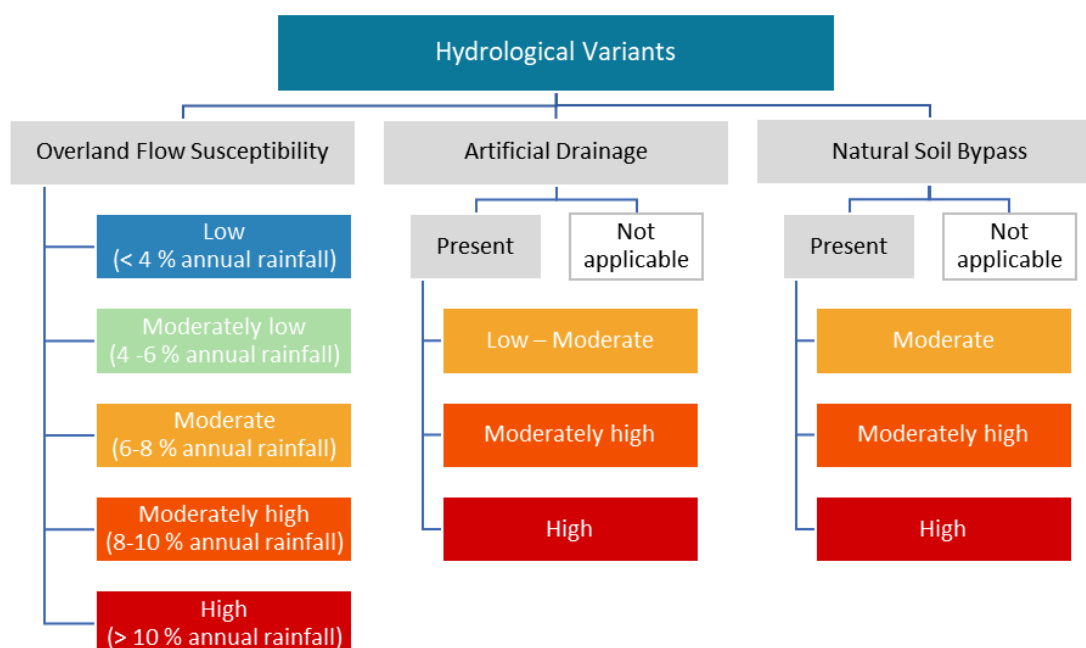 Hydrological Variants
Overland Flow Susceptibility
Low
(< 4 % annual rainfall)
Moderately low
(4 -6 % annual rainfall)
Moderate
(6-8 % annual rainfall)
Moderately high
(8-10 % annual rainfall)
High
(> 10 % annual rainfall)
Artificial Drainage
Present
Not
applicable
Low – Moderate
Moderately high
High
Natural Soil Bypass
Present
Not
applicable
Moderate
Moderately high
High